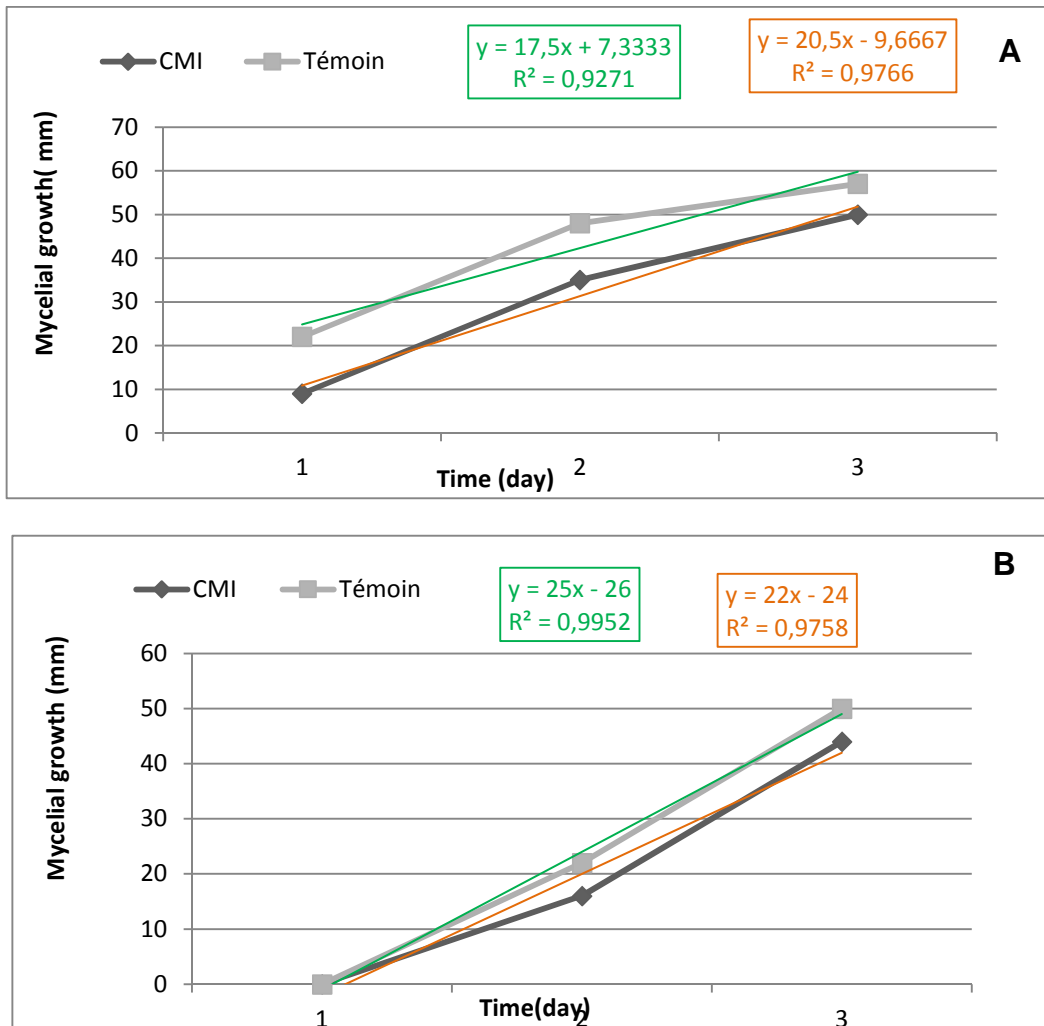 CMI
Témoin
y = 17,5x + 7,3333
R² = 0,9271
y = 20,5x - 9,6667
R² = 0,9766
A
Mycelial growth( mm)
70
60
50
40
30
20
10
0
1
2
3
Time (day)
B
CMI
Témoin
y = 25x - 26
R² = 0,9952
y = 22x - 24
R² = 0,9758
Mycelial growth (mm)
60
50
40
30
20
10
0
1
2
3
Time(day)